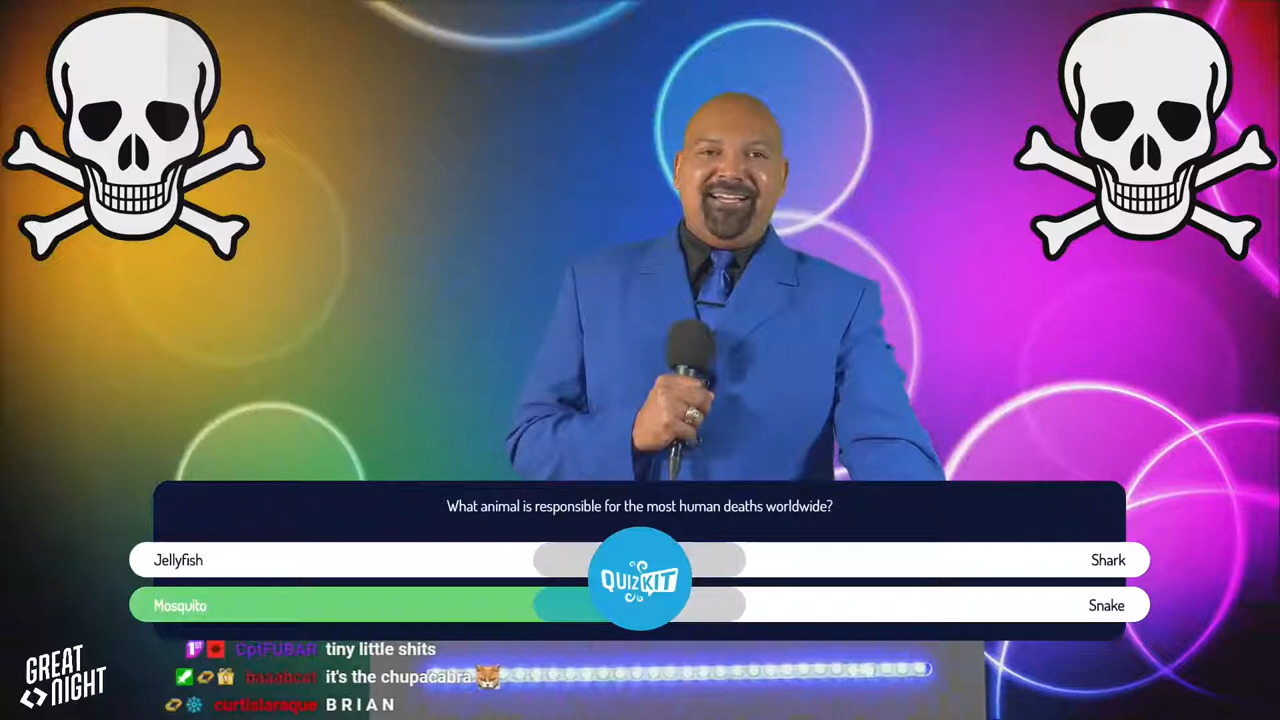 What animal is responsible for the most human deaths worldwide?
Jellyfish
Shark
QUIZKIT
Mosquito
Snake
CptFUBAR tiny little shits
it's the chupacabra
curtislaraque B R I A N
GREAT
NIGHT